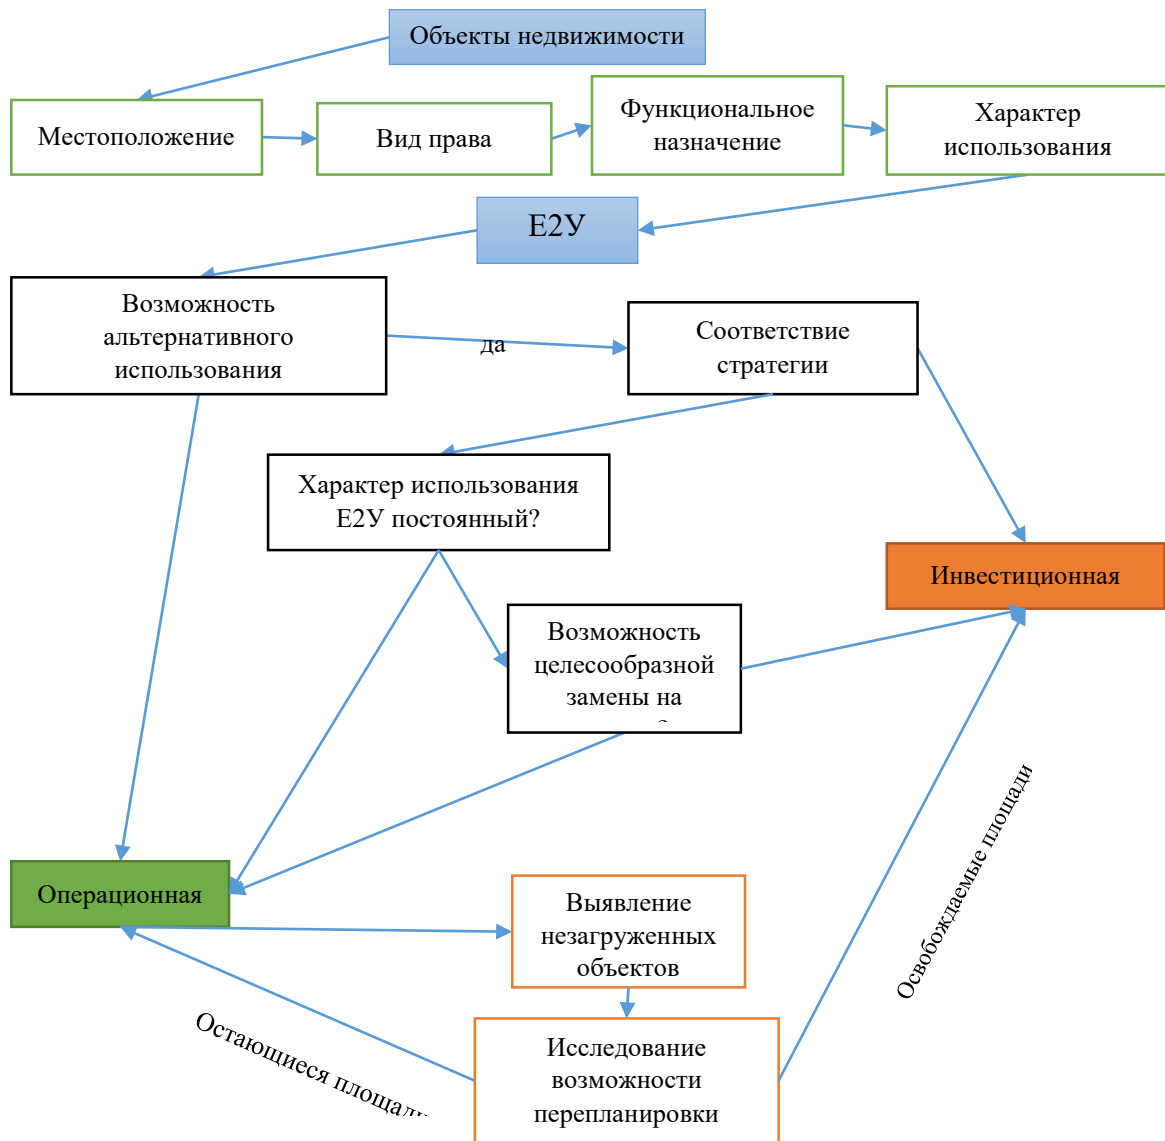 Объекты недвижимости
Местоположение
Вид права
Функциональное
назначение
Характер
использования
Е2У
Возможность
альтернативного
использования
да
Соответствие
стратегии
Характер использования
Е2У постоянный?
Инвестиционная
Возможность
целесообразной
замены на
Операционная
Выявление
незагруженных
объектов
Освобождаемые площади
Остающиеся площади
Исследование
возможности
перепланировки